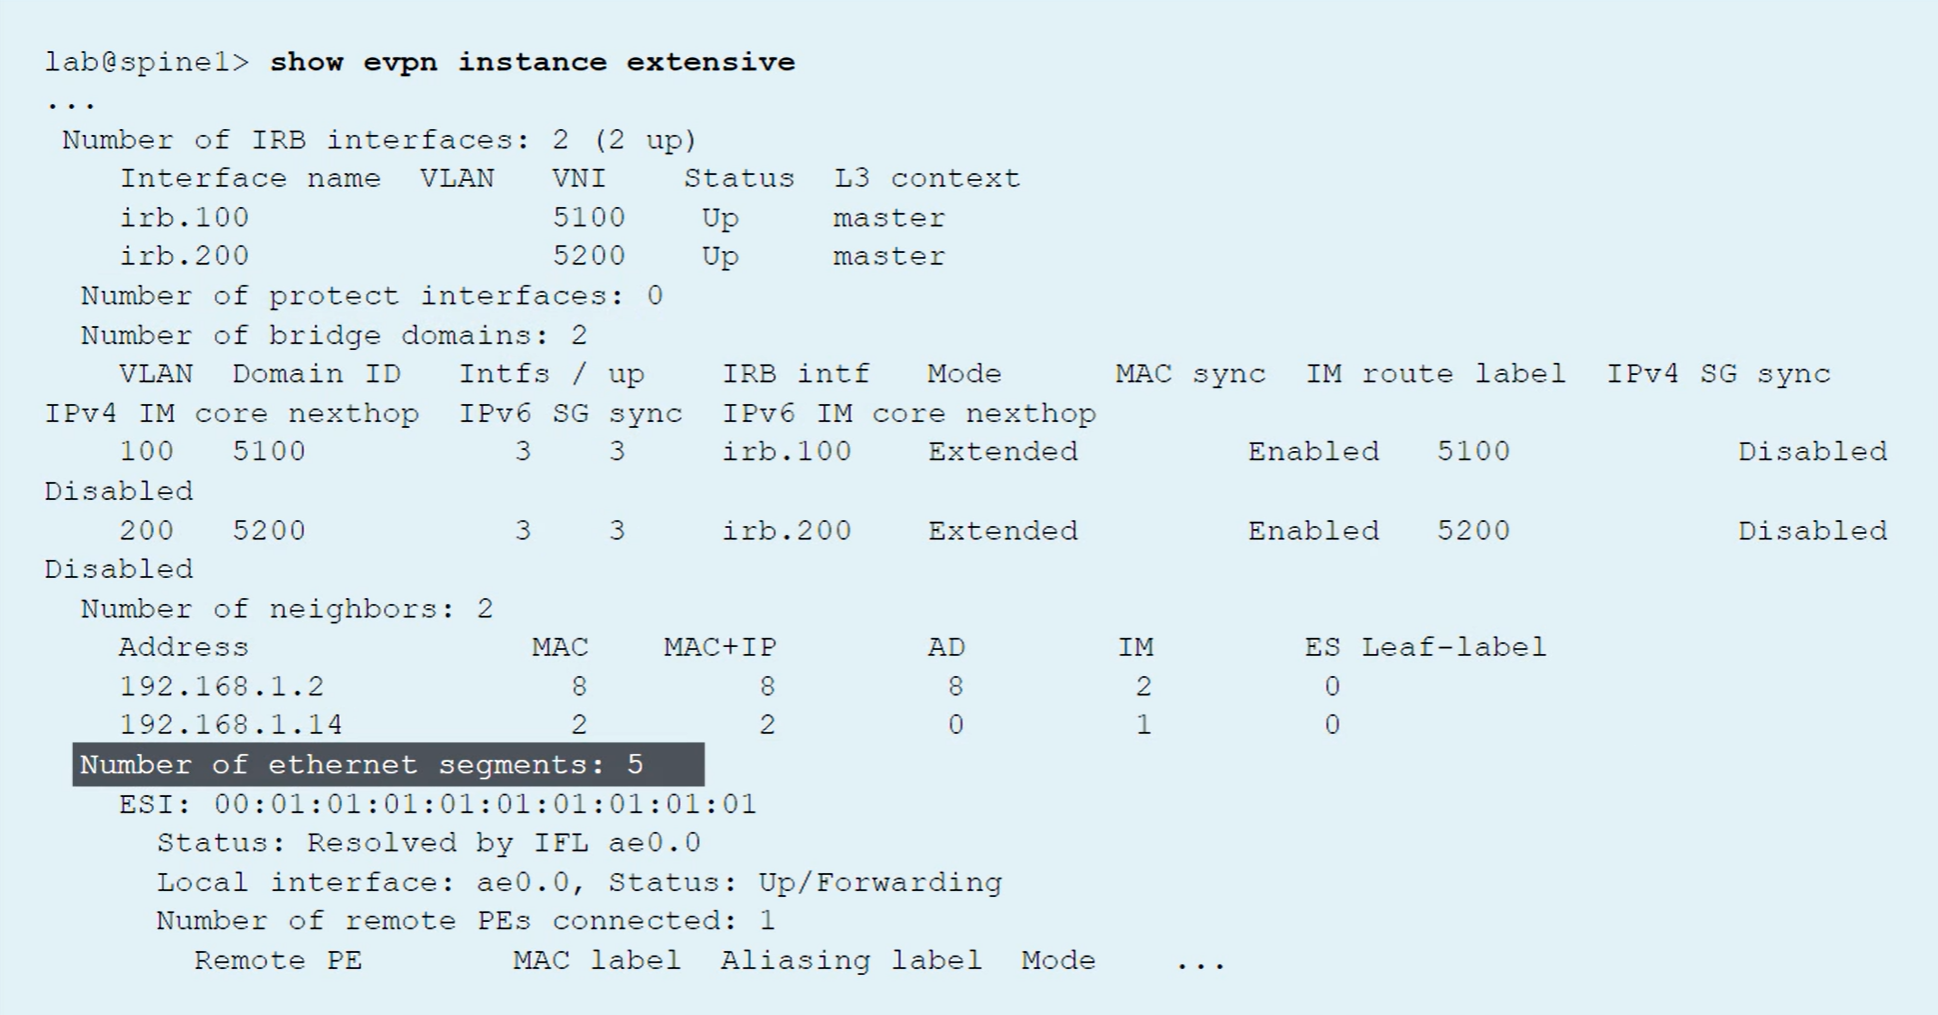 lab@spine1> show evpn instance extensive
...
Number of IRB interfaces: 2 (2 up)
Interface name VLAN VNI Status L3 context
irb.100 5100 Up master
irb.200 5200 Up master
Number of protect interfaces: 0
Number of bridge domains: 2
VLAN Domain ID Intfs / up IRB intf Mode MAC sync IM route label IPv4 SG sync
IPv4 IM core nexthop IPv6 SG sync IPv6 IM core nexthop
100 5100 3 3 irb.100 Extended Enabled 5100 Disabled
Disabled
200 5200 3 3 irb.200 Extended Enabled 5200 Disabled
Disabled
Number of neighbors: 2
Address MAC MAC+IP AD IM ES Leaf-label
192.168.1.2 8 8 8 2 0
192.168.1.14 2 2 0 1 0
Number of ethernet segments: 5
ESI: 00:01:01:01:01:01:01:01:01:01
Status: Resolved by IFL ae0.0
Local interface: ae0.0, Status: Up/Forwarding
Number of remote PEs connected: 1
Remote PE MAC label Aliasing label Mode ...